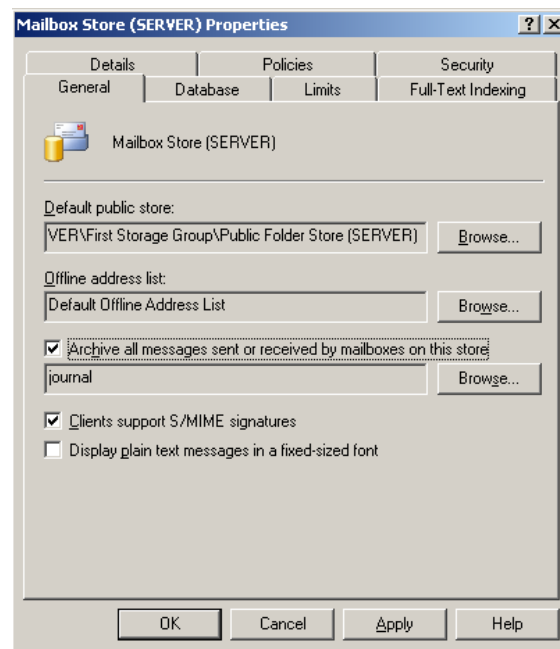 Mailbox Store (SERVER) Properties
Details Policies Security
General Database Limits Full-Text Indexing
Mailbox Store (SERVER)
Default public store:
VER\First Storage Group\Public Folder Store (SERVER) Browse...
Offline address list:
Default Offline Address List Browse...
Archive all messages sent or received by mailboxes on this store
journal Browse...
Clients support S/MIME signatures
Display plain text messages in a fixed-sized font
OK Cancel Apply Help